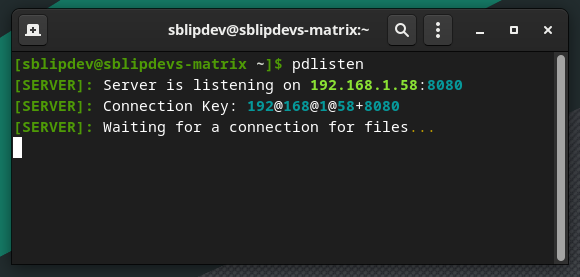 sblipdev@sblipdevs-matrix:~
[sblipdev@sblipdevs-matrix ~]$ pdlisten
[SERVER]: Server is listening on 192.168.1.58:8080
[SERVER]: Connection Key: 192@168@1@58+8080
[SERVER]: Waiting for a connection for files...